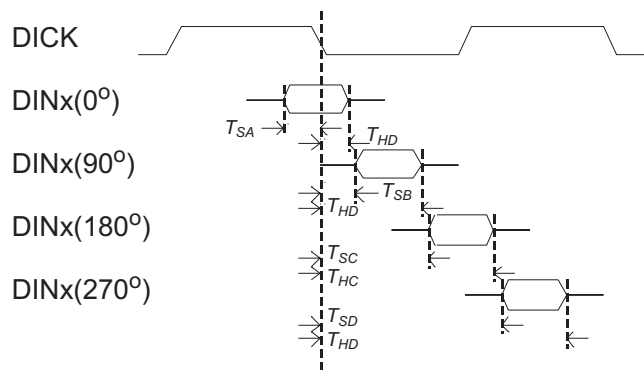 DICK
DINx(0°)
T_SA T_HD
DINx(90°)
T_SB
T_HD
DINx(180°)
T_SC
T_HC
DINx(270°)
T_SD
T_HD